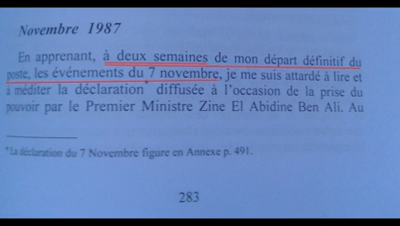 Novembre 1987
En apprenant, à deux semaines de mon départ définitif du
poste, les événements du 7 novembre, je me suis attardé à lire et
à méditer la déclaration* diffusée à l'occasion de la prise du
pouvoir par le Premier Ministre Zine El Abidine Ben Ali. Au
*La déclaration du 7 Novembre figure en Annexe p. 491.
283